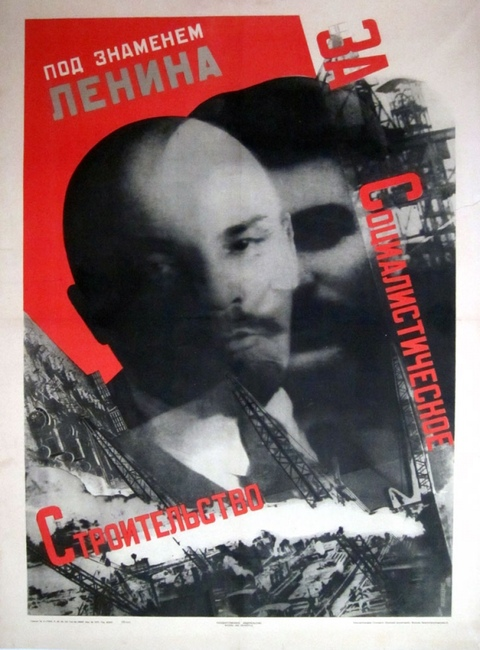 ПОД ЗНАМЕНЕМ
ЛЕНИНА
ЗА
СОЦИАЛИСТИЧЕСКОЕ
СТРОИТЕЛЬСТВО